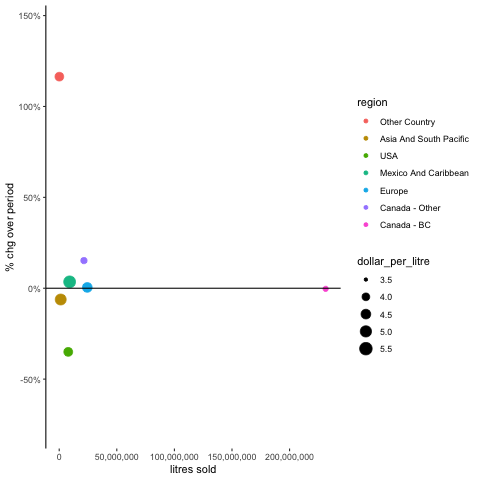 150%
100%
50%
0%
-50%
% chg over period
0
50,000,000
100,000,000
150,000,000
200,000,000
litres sold
region
Other Country
Asia And South Pacific
USA
Mexico And Caribbean
Europe
Canada - Other
Canada - BC
dollar_per_litre
3.5
4.0
4.5
5.0
5.5